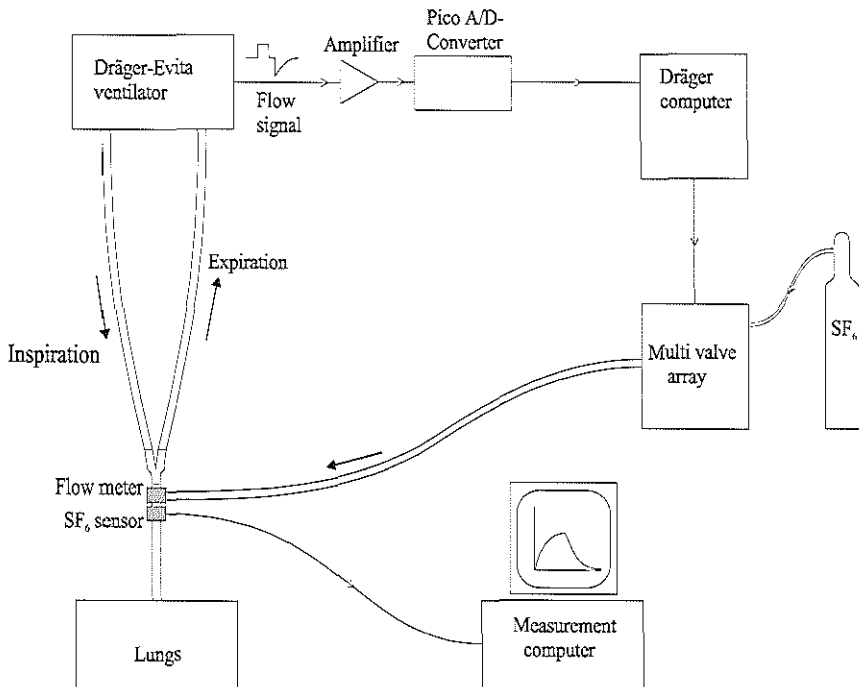 Pico A/D-
Converter
Amplifier
Dräger-Evita
ventilator
Flow
signal
Dräger
computer
Expiration
Inspiration
SF₆
Multi valve
array
Flow meter
SF₆ sensor
Lungs
Measurement
computer